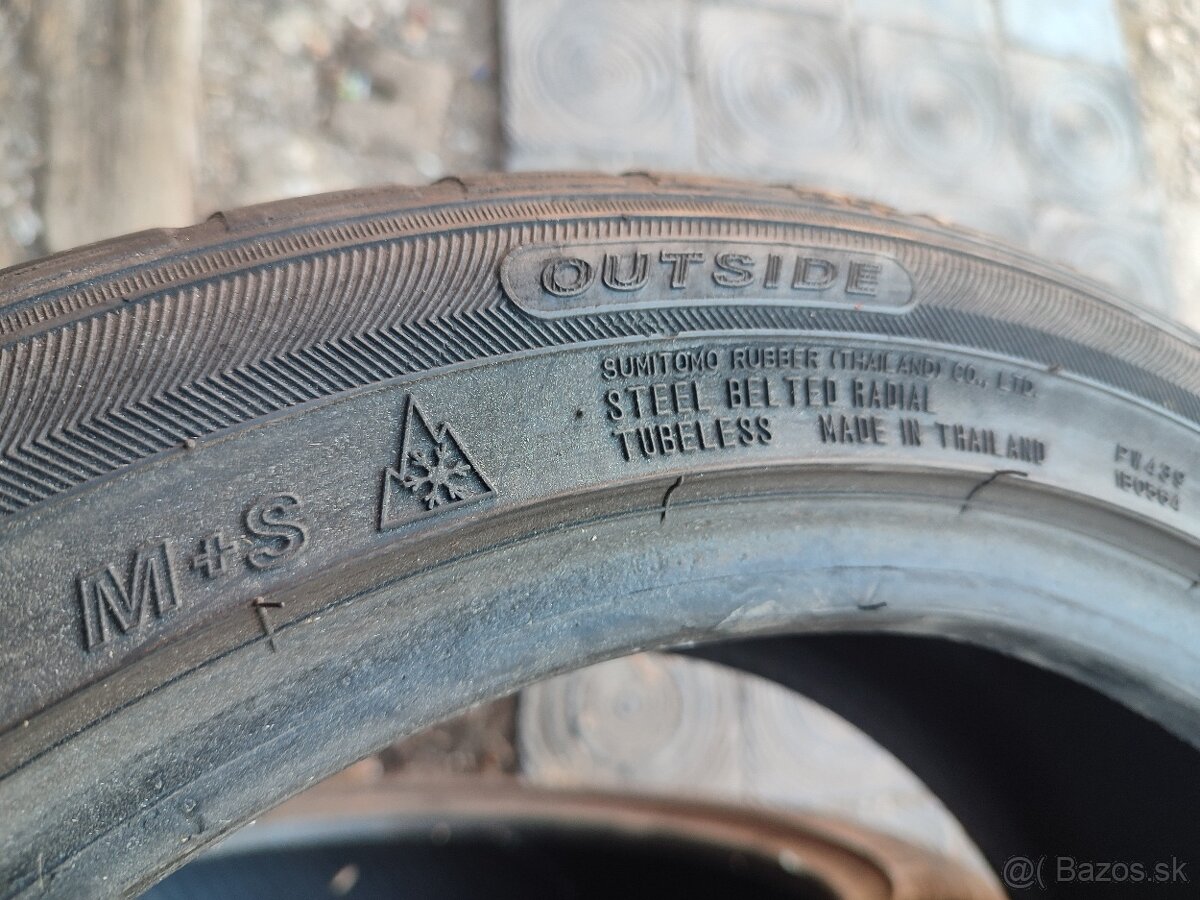 OUTSIDE
SUMITOMO RUBBER (THAILAND) CO., LTD.
STEEL BELTED RADIAL
TUBELESS MADE IN THAILAND
M+S
@( Bazos.sk